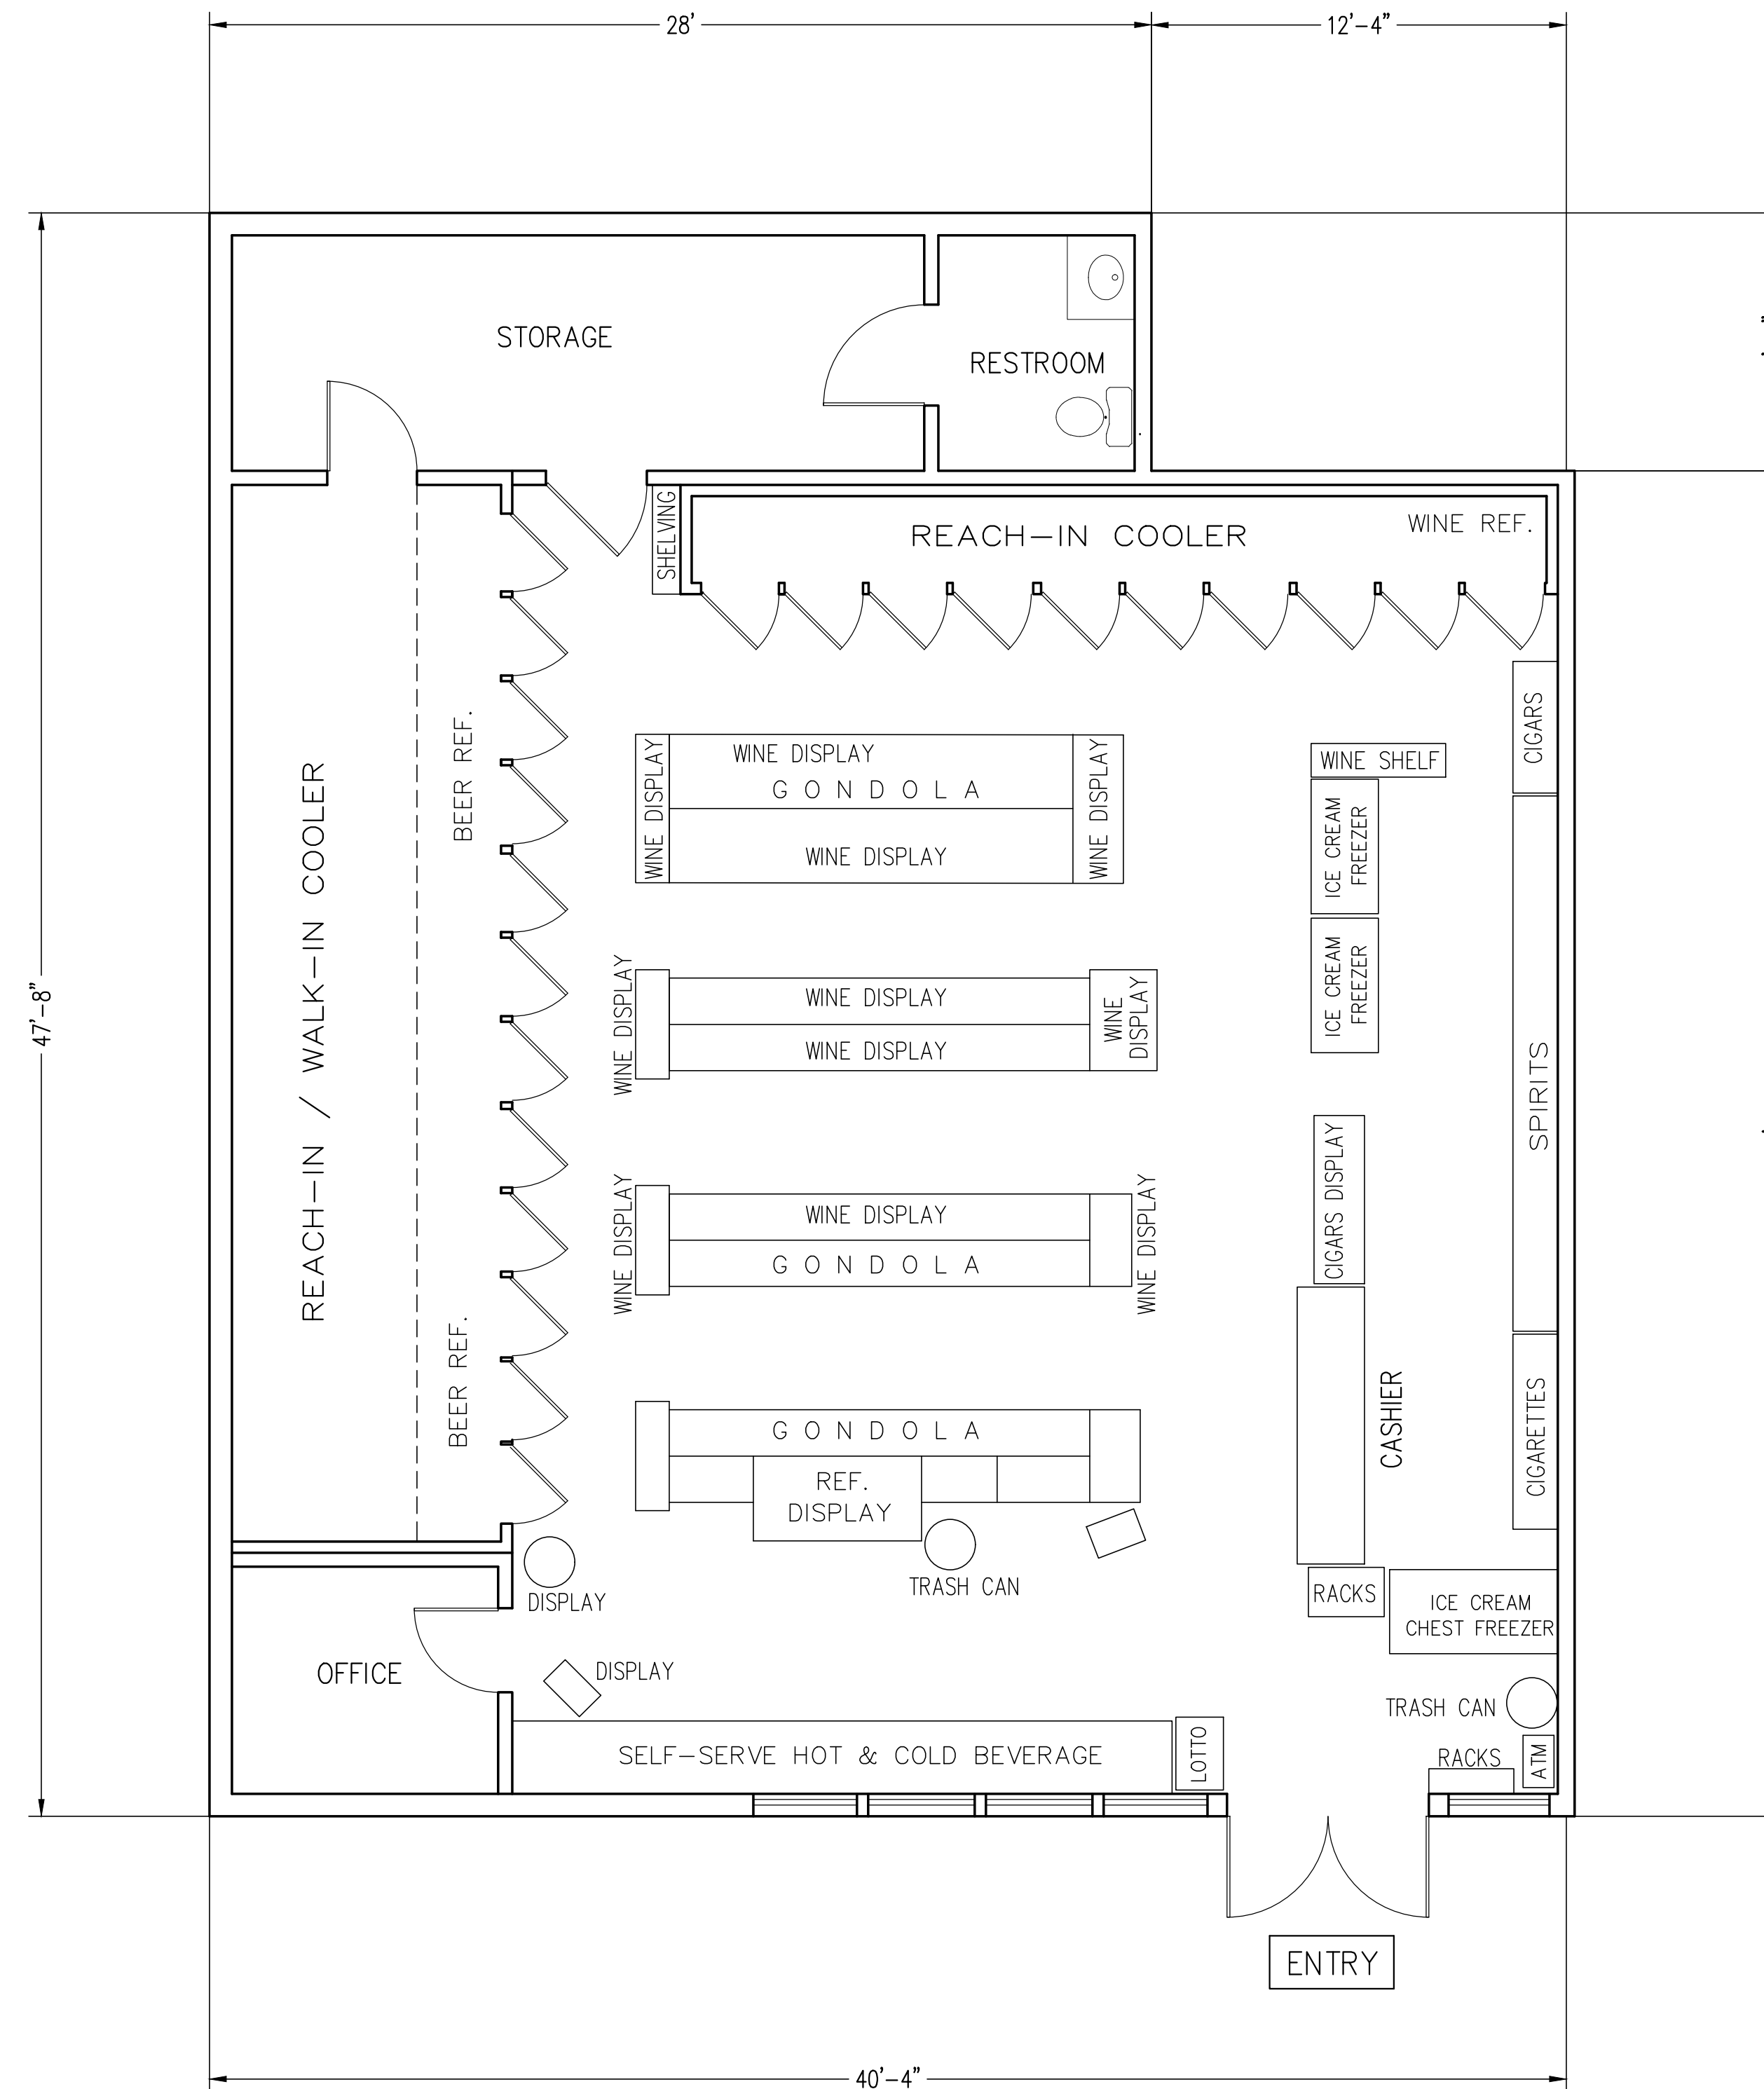 28'
12'-4"
STORAGE
RESTROOM
SHELVING
REACH-IN COOLER
WINE REF.
CIGARS
WINE SHELF
BEER REF.
REACH-IN / WALK-IN COOLER
WINE DISPLAY
WINE DISPLAY
GONDOLA
WINE DISPLAY
WINE DISPLAY
ICE CREAM
FREEZER
ICE CREAM
FREEZER
47'-8"
WINE DISPLAY
WINE DISPLAY
WINE DISPLAY
WINE
DISPLAY
SPIRITS
CIGARS DISPLAY
WINE DISPLAY
WINE DISPLAY
GONDOLA
WINE DISPLAY
BEER REF.
GONDOLA
REF.
DISPLAY
CASHIER
CIGARETTES
DISPLAY
TRASH CAN
RACKS
ICE CREAM
CHEST FREEZER
OFFICE
DISPLAY
TRASH CAN
SELF-SERVE HOT & COLD BEVERAGE
LOTTO
RACKS
ATM
ENTRY
40'-4"